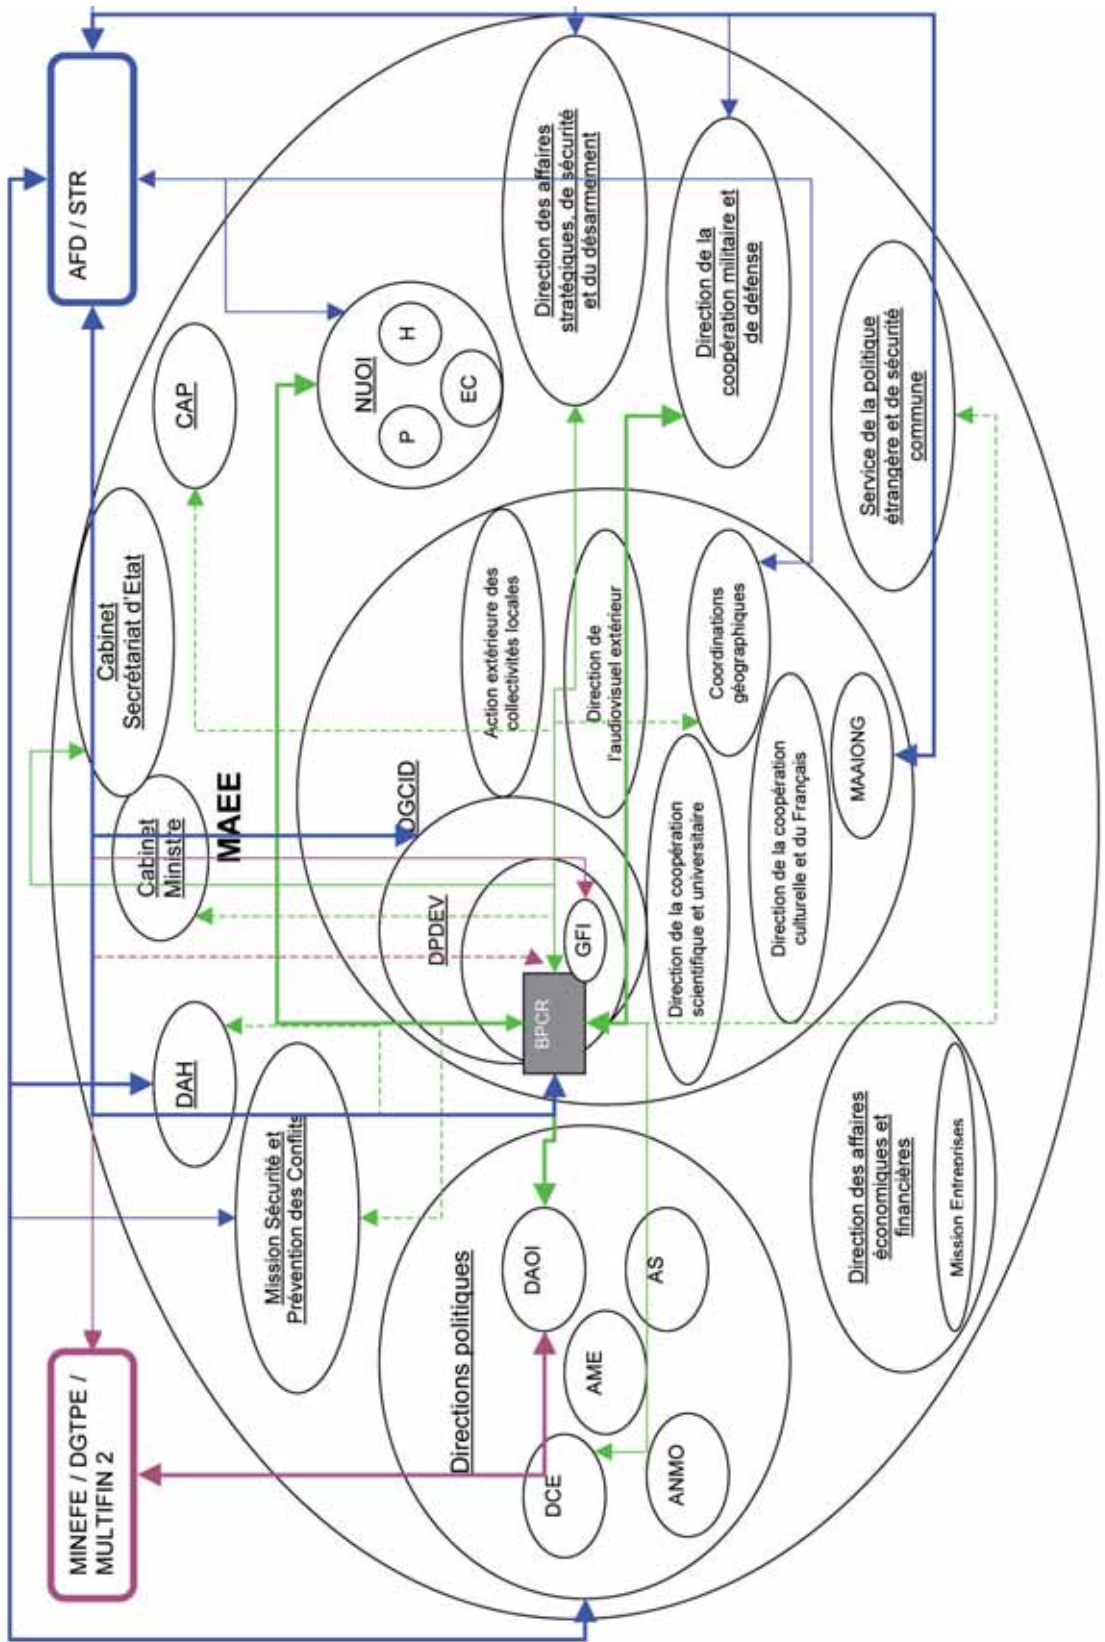 MINEFE / DGTPE /
MULTIFIN 2
AFD / STR
MAEE
Cabinet
Ministre
Cabinet
Secrétariat d'Etat
CAP
DAH
Mission Sécurité et
Prévention des Conflits
NUOI
P
H
EC
Directions politiques
DCE
DAOI
AME
AS
ANMO
DGCID
DPDEV
BPCR
GFI
Action extérieure des
collectivités locales
Direction de
l'audiovisuel extérieur
Direction de la coopération
scientifique et universitaire
Coordinations
géographiques
Direction de la coopération
culturelle et du Français
MAAIONG
Direction des affaires
stratégiques, de sécurité
et du désarmement
Direction de la
coopération militaire et
de défense
Service de la politique
étrangère et de sécurité
commune
Direction des affaires
économiques et
financières
Mission Entreprises